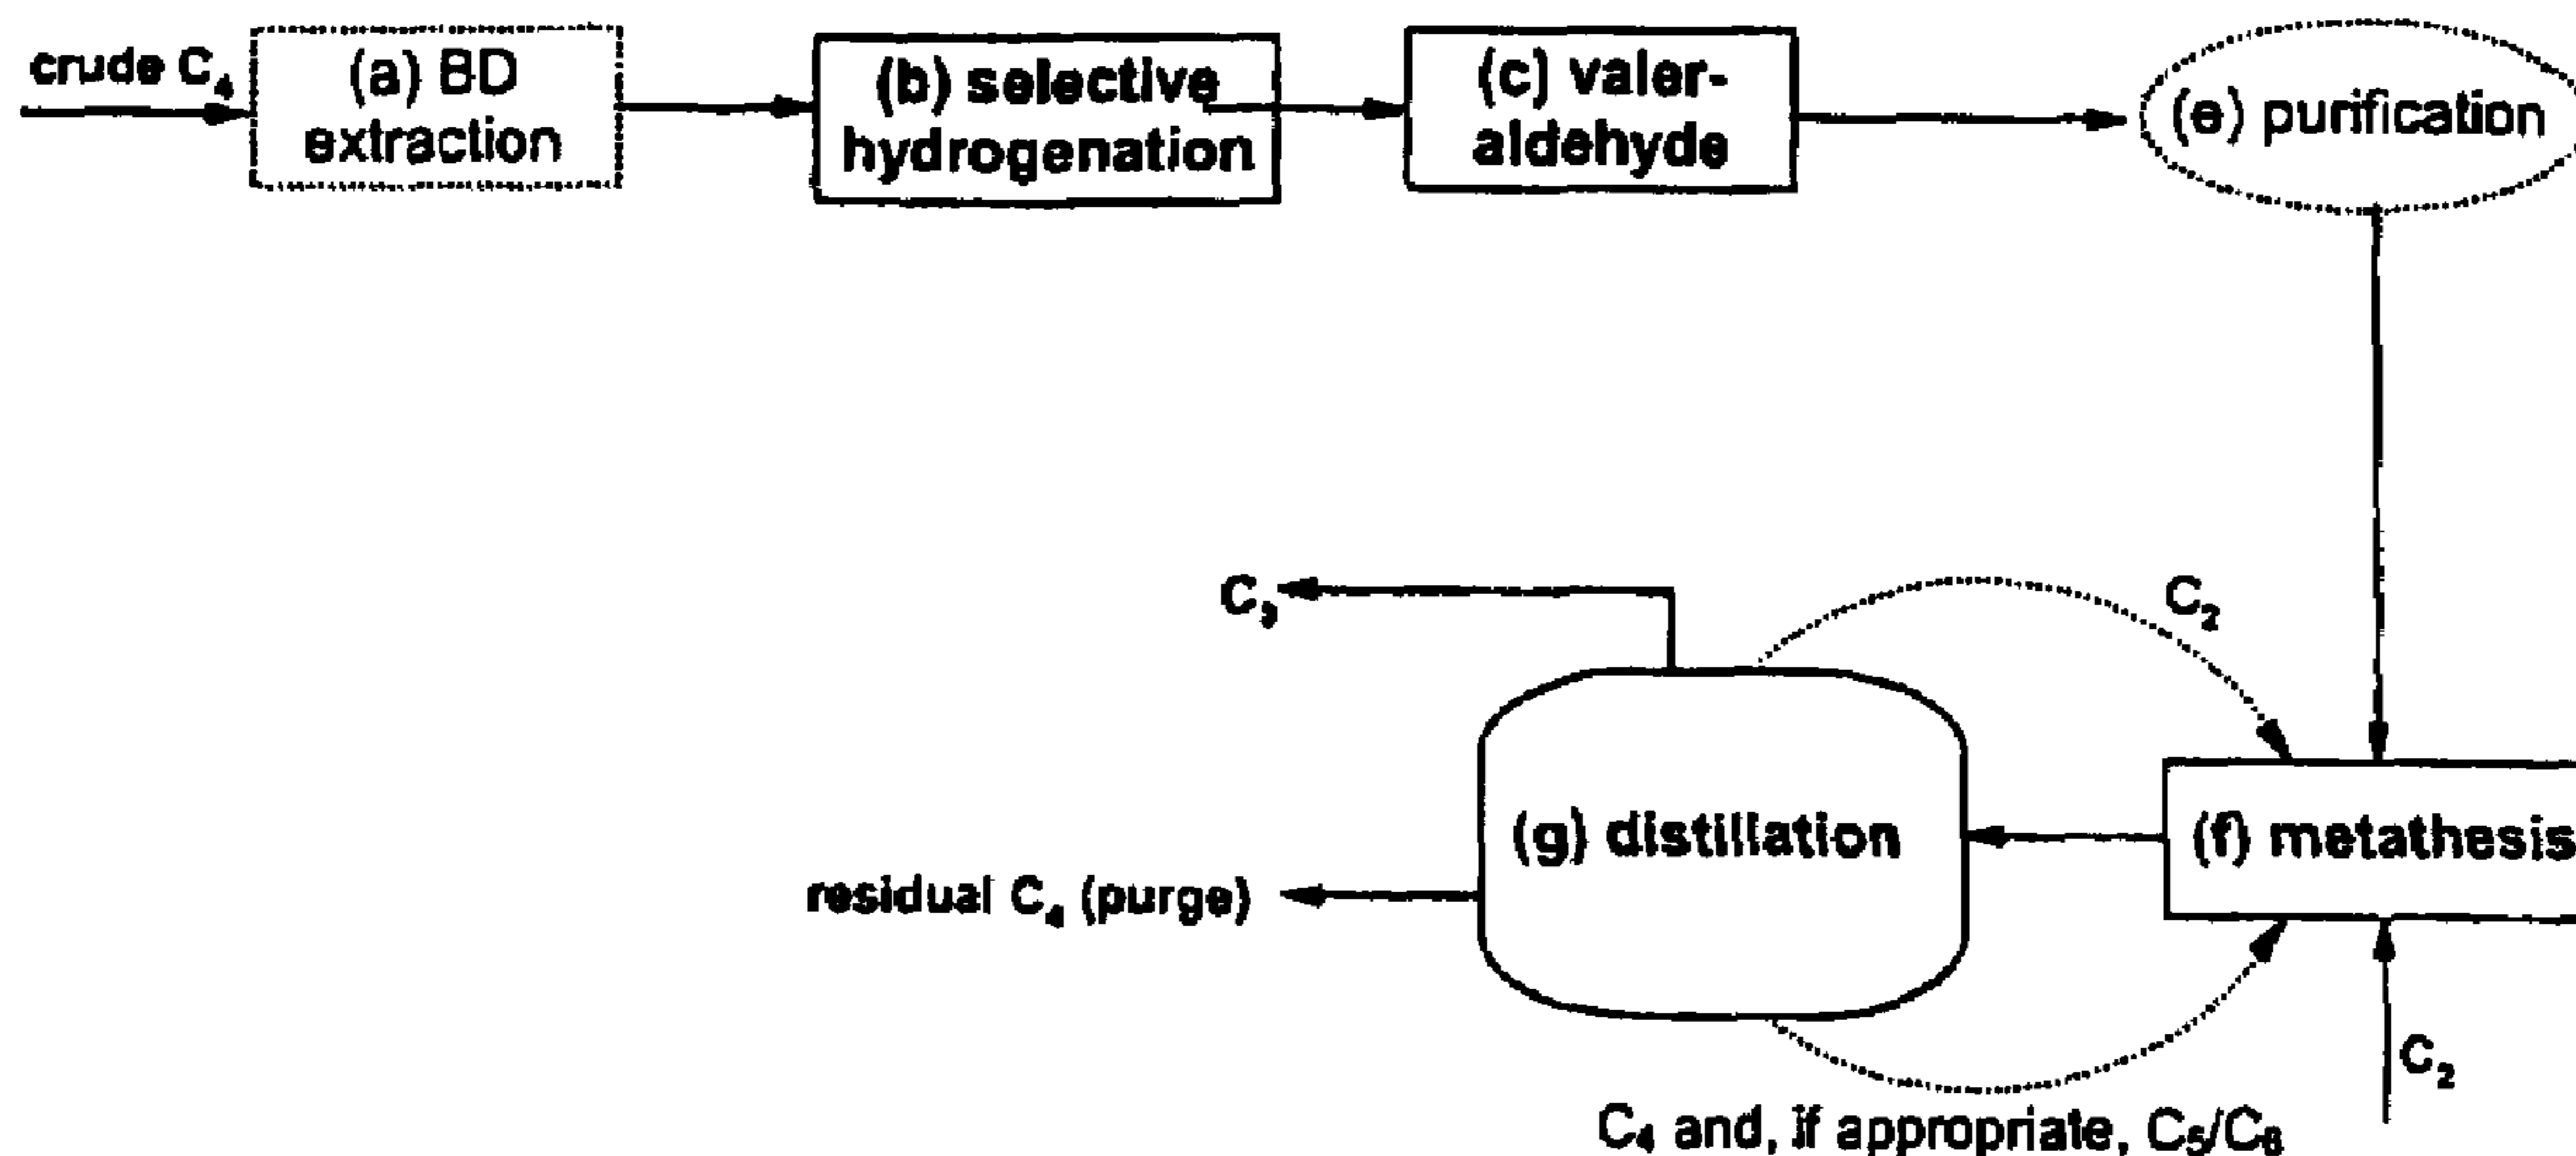 crude C₄
(a) BD
extraction
(b) selective
hydrogenation
(c) valer-
aldehyde
(e) purification
C₃
C₂
(g) distillation
(f) metathesis
residual C₄ (purge)
C₂
C₄ and, if appropriate, C₅/C₆